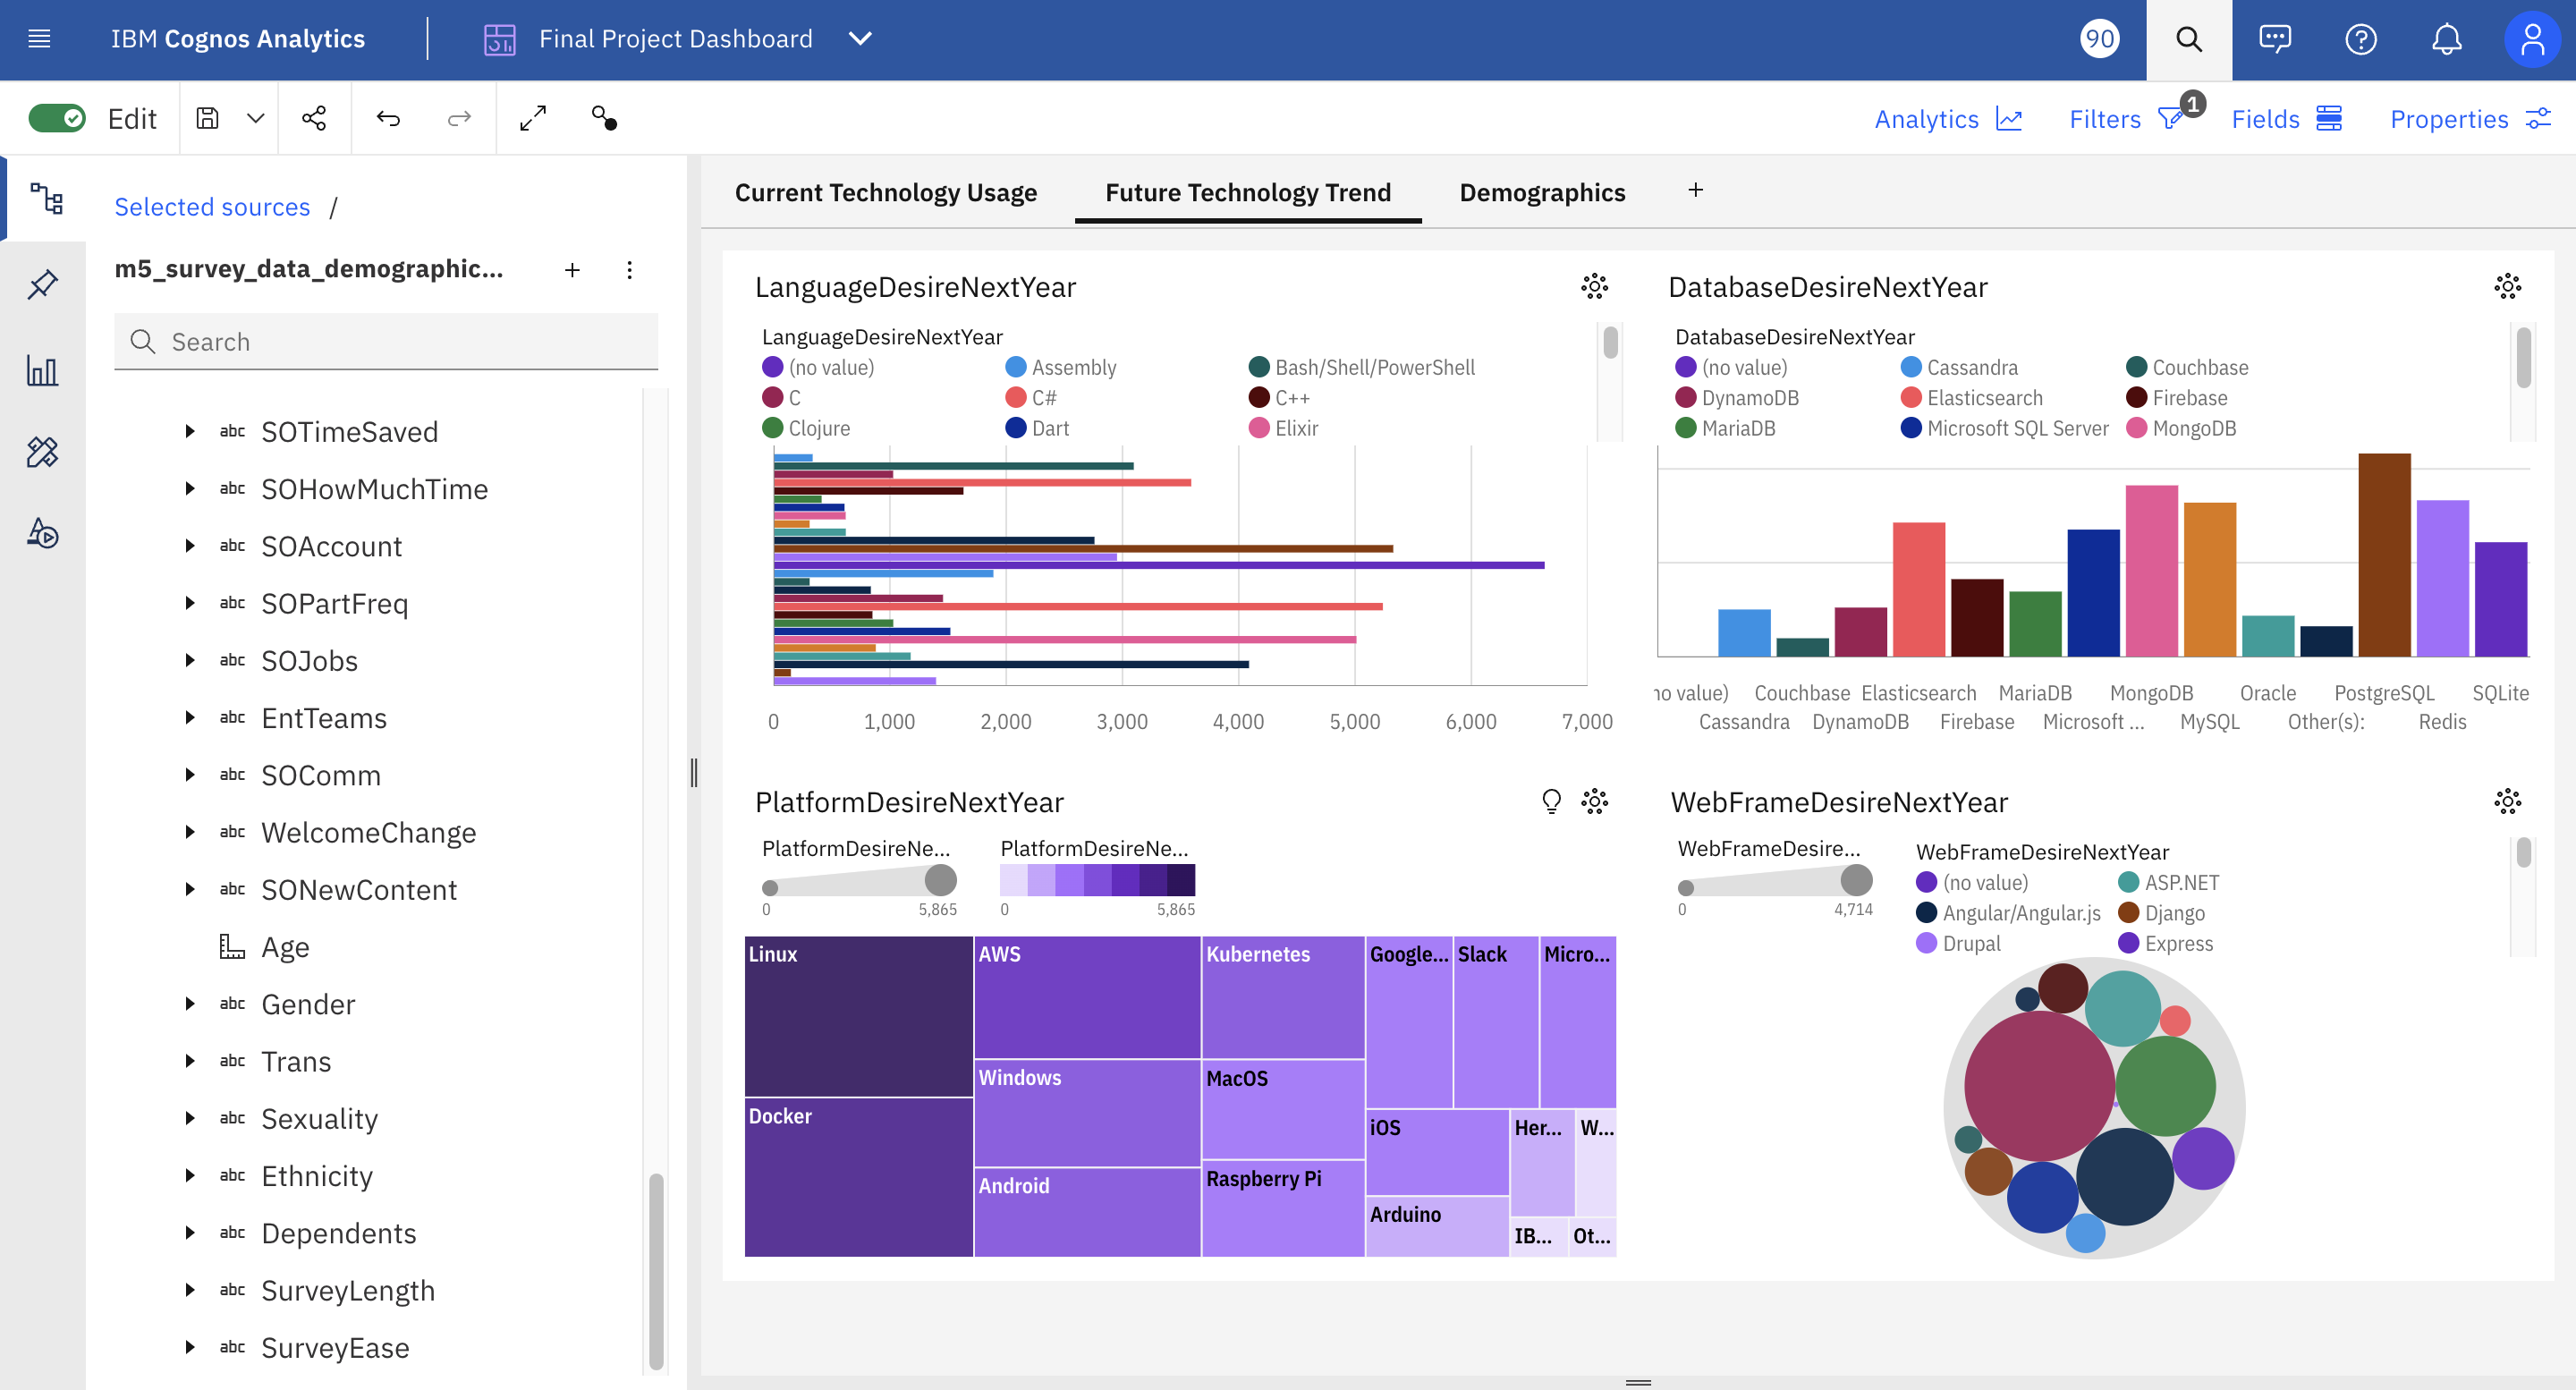 IBM Cognos Analytics
Final Project Dashboard
90
Edit
Analytics
Filters
1
Fields
Properties
Selected sources /
m5_survey_data_demographic...
Search
abc SOTimeSaved
abc SOHowMuchTime
abc SOAccount
abc SOPartFreq
abc SOJobs
abc EntTeams
abc SOComm
abc WelcomeChange
abc SONewContent
Age
abc Gender
abc Trans
abc Sexuality
abc Ethnicity
abc Dependents
abc SurveyLength
abc SurveyEase
Current Technology Usage
Future Technology Trend
Demographics
+
LanguageDesireNextYear
LanguageDesireNextYear
(no value) Assembly Bash/Shell/PowerShell
C C# C++
Clojure Dart Elixir
0 1,000 2,000 3,000 4,000 5,000 6,000 7,000
DatabaseDesireNextYear
DatabaseDesireNextYear
(no value) Cassandra Couchbase
DynamoDB Elasticsearch Firebase
MariaDB Microsoft SQL Server MongoDB
no value) Couchbase Elasticsearch MariaDB MongoDB Oracle PostgreSQL SQLite
Cassandra DynamoDB Firebase Microsoft ... MySQL Other(s): Redis
PlatformDesireNextYear
PlatformDesireNe... PlatformDesireNe...
0 5,865 0 5,865
Linux AWS Kubernetes Google... Slack Micro...
Windows MacOS
Docker iOS Her... W...
Android Raspberry Pi
Arduino IB... Ot...
WebFrameDesireNextYear
WebFrameDesire... WebFrameDesireNextYear
0 4,714
(no value) ASP.NET
Angular/Angular.js Django
Drupal Express